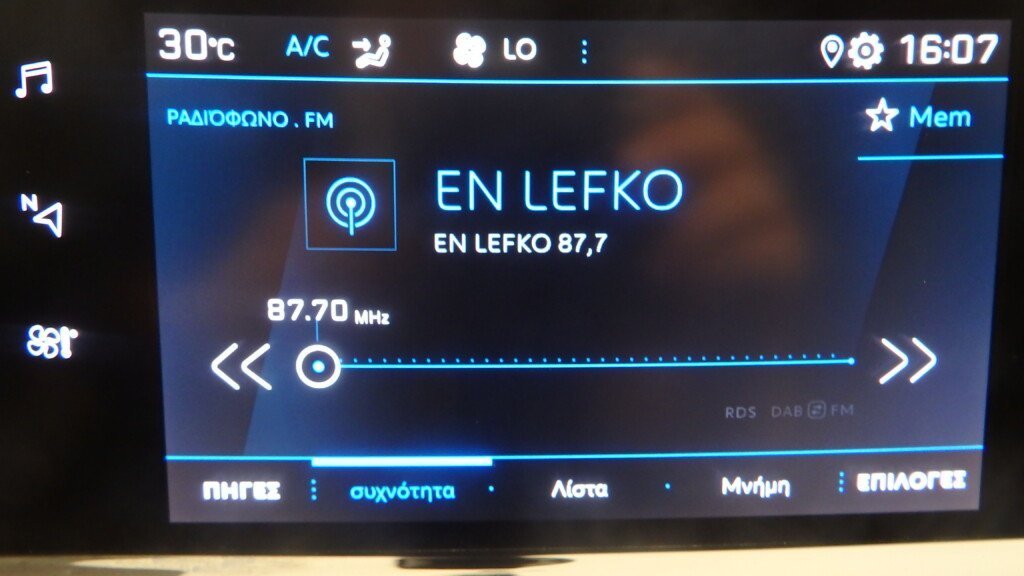 30°C A/C LO 16:07
ΡΑΔΙΌΦΩΝΟ . FM
Mem
EN LEFKO
EN LEFKO 87,7
87.70 MHz
RDS DAB FM
ΠΗΓΕΣ συχνότητα Λίστα Μνήμη ΕΠΙΛΟΓΕΣ
N